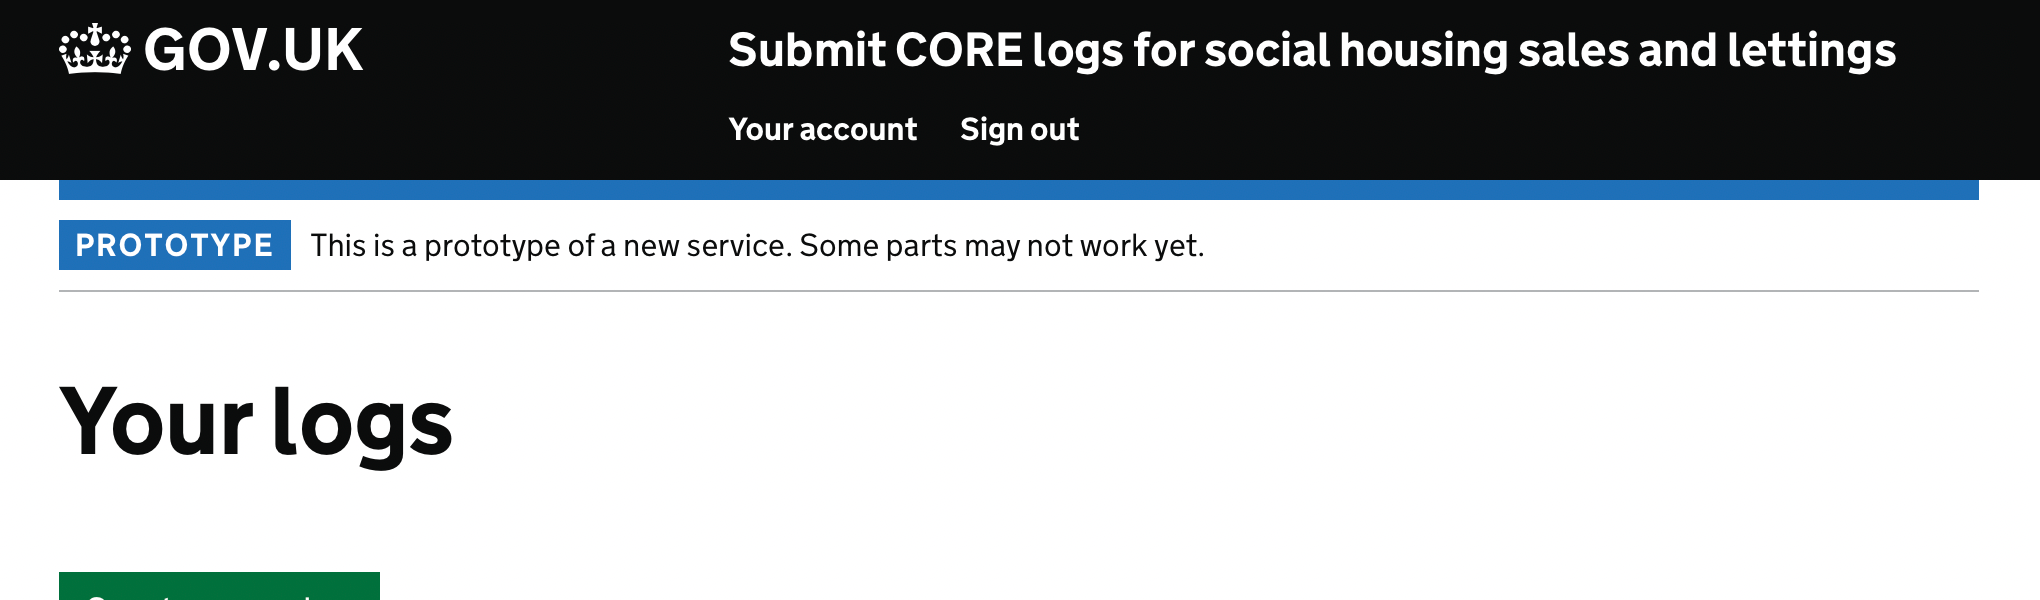 GOV.UK
Submit CORE logs for social housing sales and lettings
Your account Sign out
PROTOTYPE This is a prototype of a new service. Some parts may not work yet.
Your logs